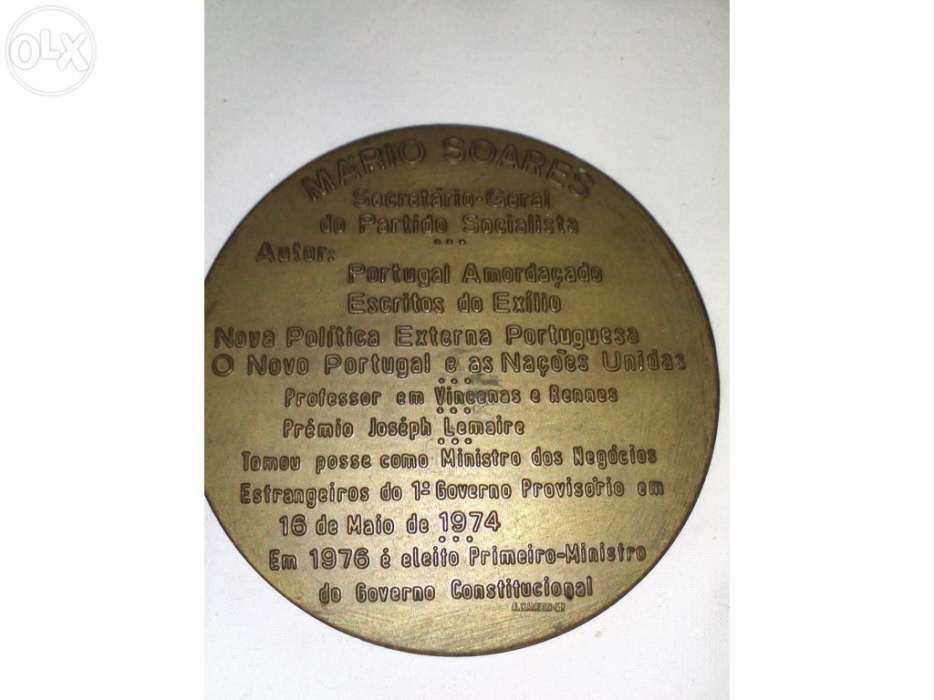 OLX
MÁRIO SOARES
Secretário-Geral
do Partido Socialista
Autor:
Portugal Amordaçado
Escritos do Exílio
Nova Política Externa Portuguesa
O Novo Portugal e as Nações Unidas
Professor em Vincenas e Rennes
Prémio Joséph Lemaire
Tomou posse como Ministro dos Negócios
Estrangeiros do 1º Governo Provisório em
16 de Maio de 1974
Em 1976 é eleito Primeiro-Ministro
do Governo Constitucional